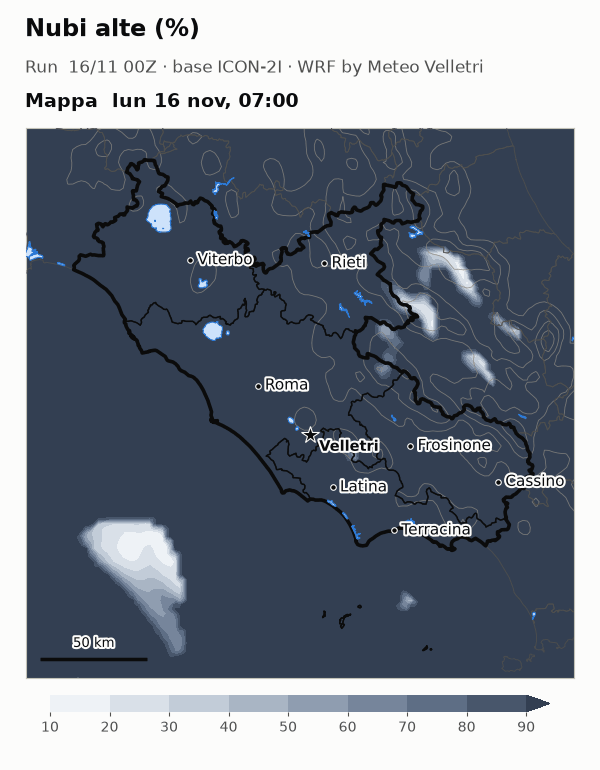 Nubi alte (%)
Run  16/11 00Z · base ICON-2I · WRF by Meteo Velletri
Mappa  lun 16 nov, 07:00
Viterbo
Rieti
Roma
Velletri
Frosinone
Cassino
Latina
Terracina
50 km
10 20 30 40 50 60 70 80 90